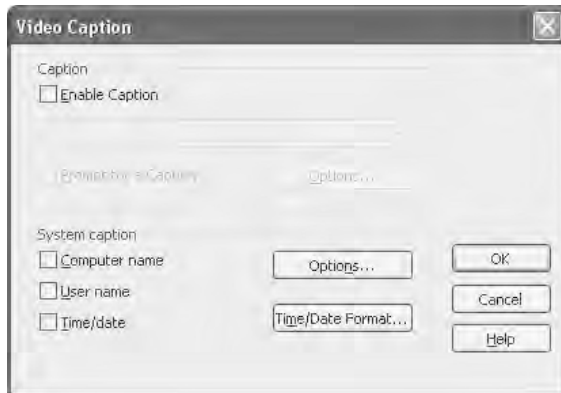 Video Caption
Caption
Enable Caption
Prompt for a Caption
Options...
System caption
Computer name
Options...
OK
User name
Cancel
Time/date
Time/Date Format...
Help